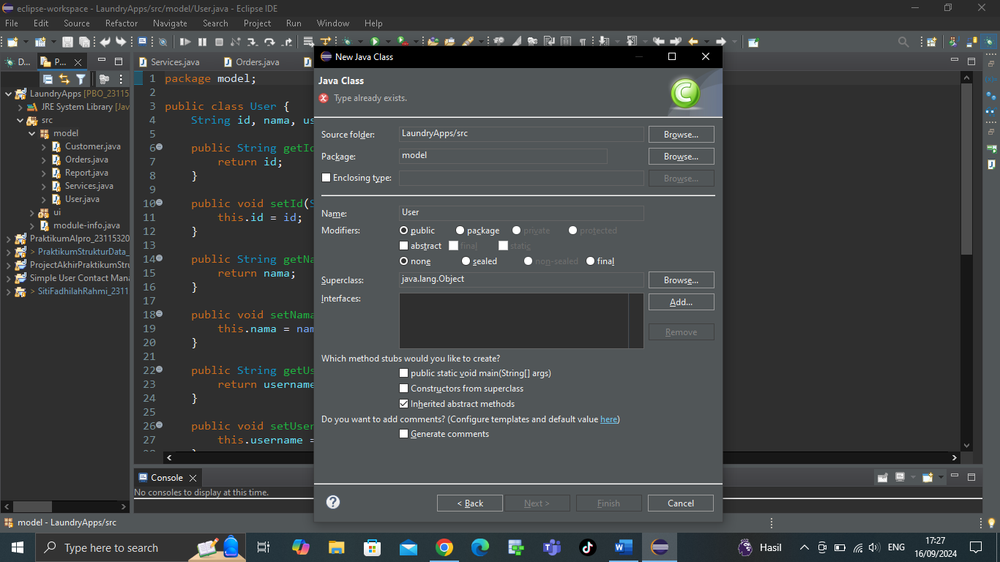 eclipse-workspace - LaundryApps/src/model/User.java - Eclipse IDE
File Edit Source Refactor Navigate Search Project Run Window Help
D... P...
Services.java Orders.java
LaundryApps [PBO_23115
JRE System Library [Jav
src
model
Customer.java
Orders.java
Report.java
Services.java
User.java
ui
module-info.java
PraktikumAlpro_23115320
> PraktikumStrukturData_
ProjectAkhirPraktikumStru
Simple User Contact Mana
> SitiFadhilahRahmi_2311
1 package model;
2
3 public class User {
4 String id, nama, us
5
6 public String getId
7 return id;
8 }
9
10 public void setId(S
11 this.id = id;
12 }
13
14 public String getNa
15 return nama;
16 }
17
18 public void setNama
19 this.nama = nam
20 }
21
22 public String getUs
23 return username
24 }
25
26 public void setUser
27 this.username =
New Java Class
Java Class
Type already exists.
Source folder: LaundryApps/src Browse...
Package: model Browse...
Enclosing type: Browse...
Name: User
Modifiers: public package private protected
abstract final static
none sealed non-sealed final
Superclass: java.lang.Object Browse...
Interfaces: Add...
Remove
Which method stubs would you like to create?
public static void main(String[] args)
Constructors from superclass
Inherited abstract methods
Do you want to add comments? (Configure templates and default value here)
Generate comments
< Back Next > Finish Cancel
Console
No consoles to display at this time.
model - LaundryApps/src
Type here to search
Hasil
ENG
17:27
16/09/2024